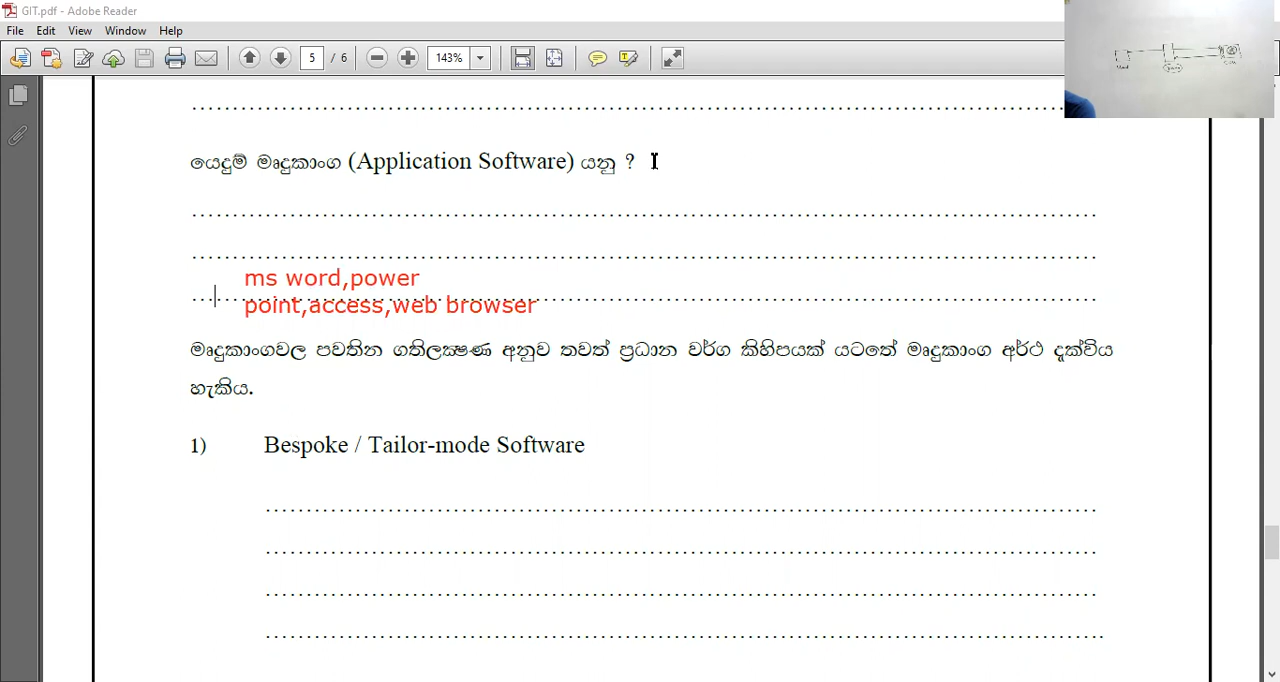 GIT.pdf - Adobe Reader
File Edit View Window Help
5 / 6 143%
යෙදුම් මෘදුකාංග (Application Software) යනු ?
ms word,power
point,access,web browser
මෘදුකාංගවල පවතින ගතිලක්ෂණ අනුව තවත් ප්‍රධාන වර්ග කිහිපයක් යටතේ මෘදුකාංග අර්ථ දැක්විය
හැකිය.
1) Bespoke / Tailor-mode Software